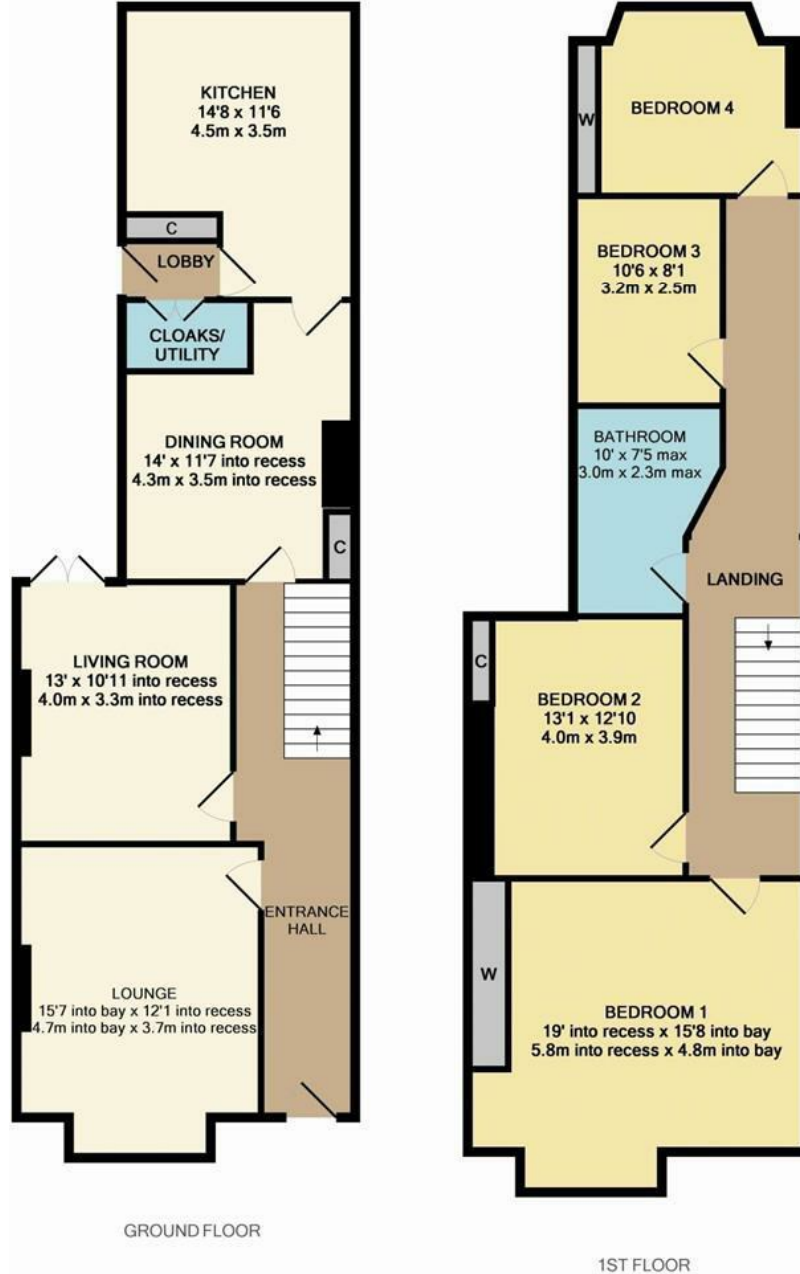 KITCHEN
14'8 x 11'6
4.5m x 3.5m
C
LOBBY
CLOAKS/
UTILITY
DINING ROOM
14' x 11'7 into recess
4.3m x 3.5m into recess
C
LIVING ROOM
13' x 10'11 into recess
4.0m x 3.3m into recess
ENTRANCE
HALL
LOUNGE
15'7 into bay x 12'1 into recess
4.7m into bay x 3.7m into recess
GROUND FLOOR
BEDROOM 4
W
BEDROOM 3
10'6 x 8'1
3.2m x 2.5m
BATHROOM
10' x 7'5 max
3.0m x 2.3m max
LANDING
C
BEDROOM 2
13'1 x 12'10
4.0m x 3.9m
W
BEDROOM 1
19' into recess x 15'8 into bay
5.8m into recess x 4.8m into bay
1ST FLOOR